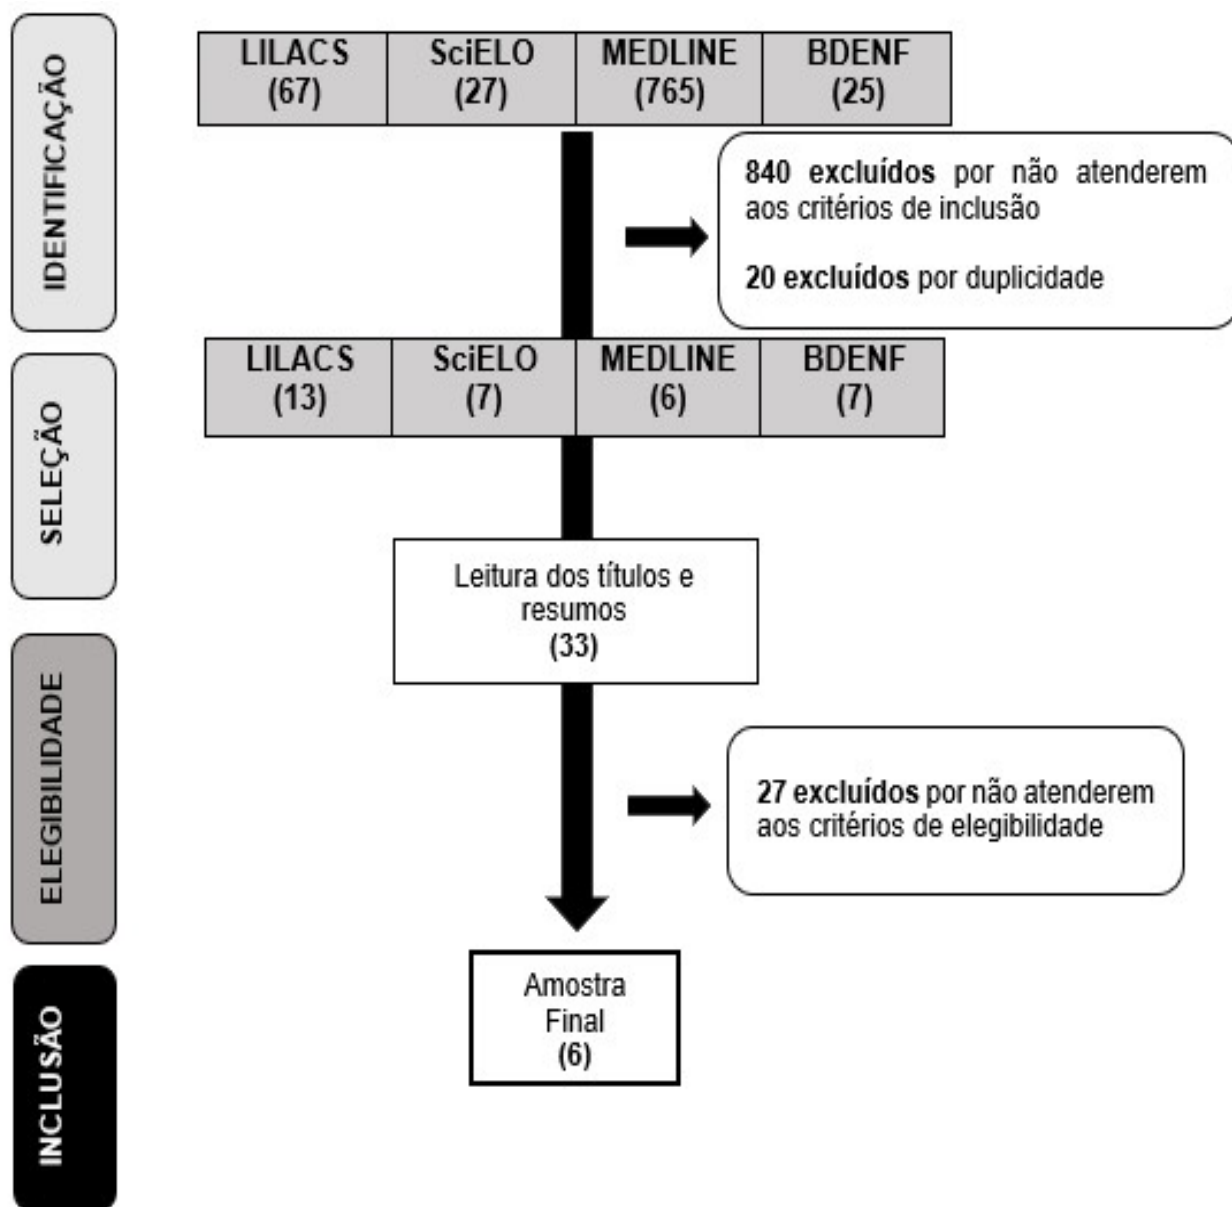 IDENTIFICAÇÃO
LILACS SciELO MEDLINE BDENF
(67) (27) (765) (25)
840 excluídos por não atenderem
aos critérios de inclusão
20 excluídos por duplicidade
SELEÇÃO
LILACS SciELO MEDLINE BDENF
(13) (7) (6) (7)
Leitura dos títulos e
resumos
(33)
ELEGIBILIDADE
27 excluídos por não atenderem
aos critérios de elegibilidade
INCLUSÃO
Amostra
Final
(6)